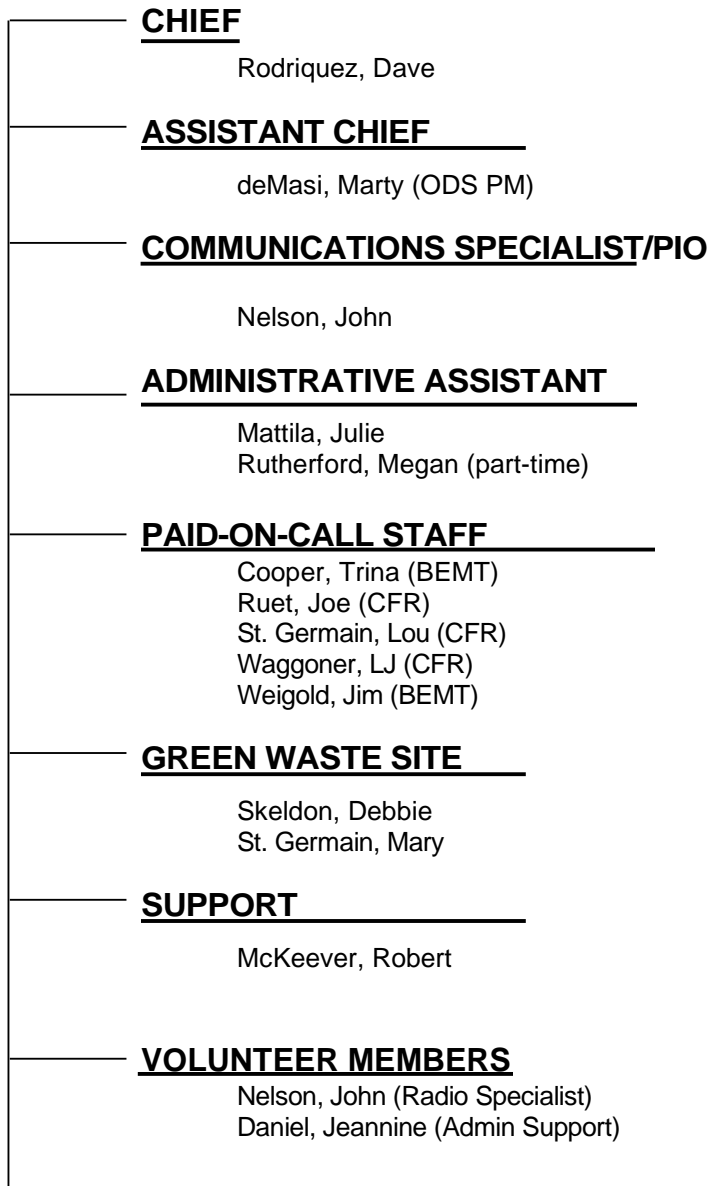 CHIEF
Rodriquez, Dave
ASSISTANT CHIEF
deMasi, Marty (ODS PM)
COMMUNICATIONS SPECIALIST/PIO
Nelson, John
ADMINISTRATIVE ASSISTANT
Mattila, Julie
Rutherford, Megan (part-time)
PAID-ON-CALL STAFF
Cooper, Trina (BEMT)
Ruet, Joe (CFR)
St. Germain, Lou (CFR)
Waggoner, LJ (CFR)
Weigold, Jim (BEMT)
GREEN WASTE SITE
Skeldon, Debbie
St. Germain, Mary
SUPPORT
McKeever, Robert
VOLUNTEER MEMBERS
Nelson, John (Radio Specialist)
Daniel, Jeannine (Admin Support)